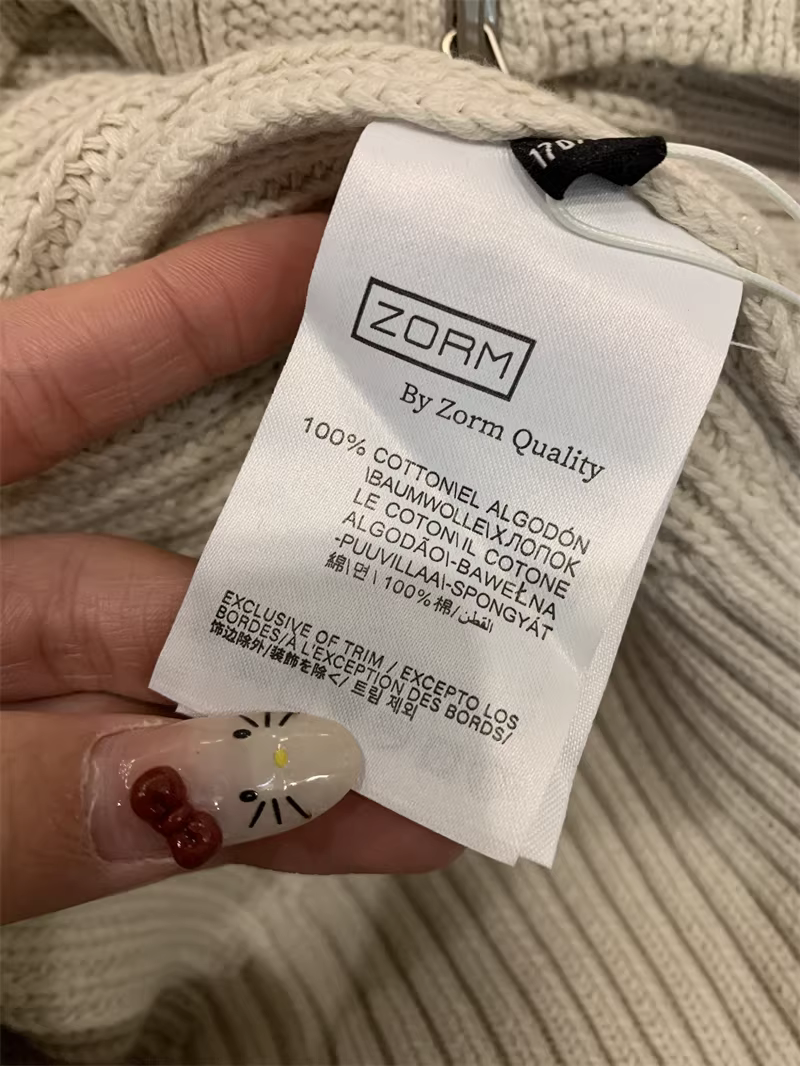 ZORM
By Zorm Quality
100% COTTON\EL ALGODÓN
\BAUMWOLLE\ХЛОПОК
LE COTON\IL COTONE
ALGODÃO\-BAWEŁNA
-PUUVILLAA\-SPONGYÁT
綿\면\100%棉/القطن
EXCLUSIVE OF TRIM / EXCEPTO LOS
BORDES/À L'EXCEPTION DES BORDS/
饰边除外/装飾を除</ 트림 제외